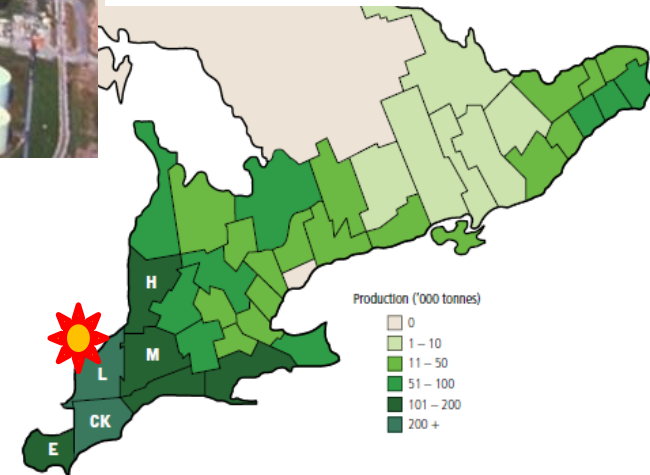 H
M
L
CK
E
Production ('000 tonnes)
0
1 – 10
11 – 50
51 – 100
101 – 200
200 +